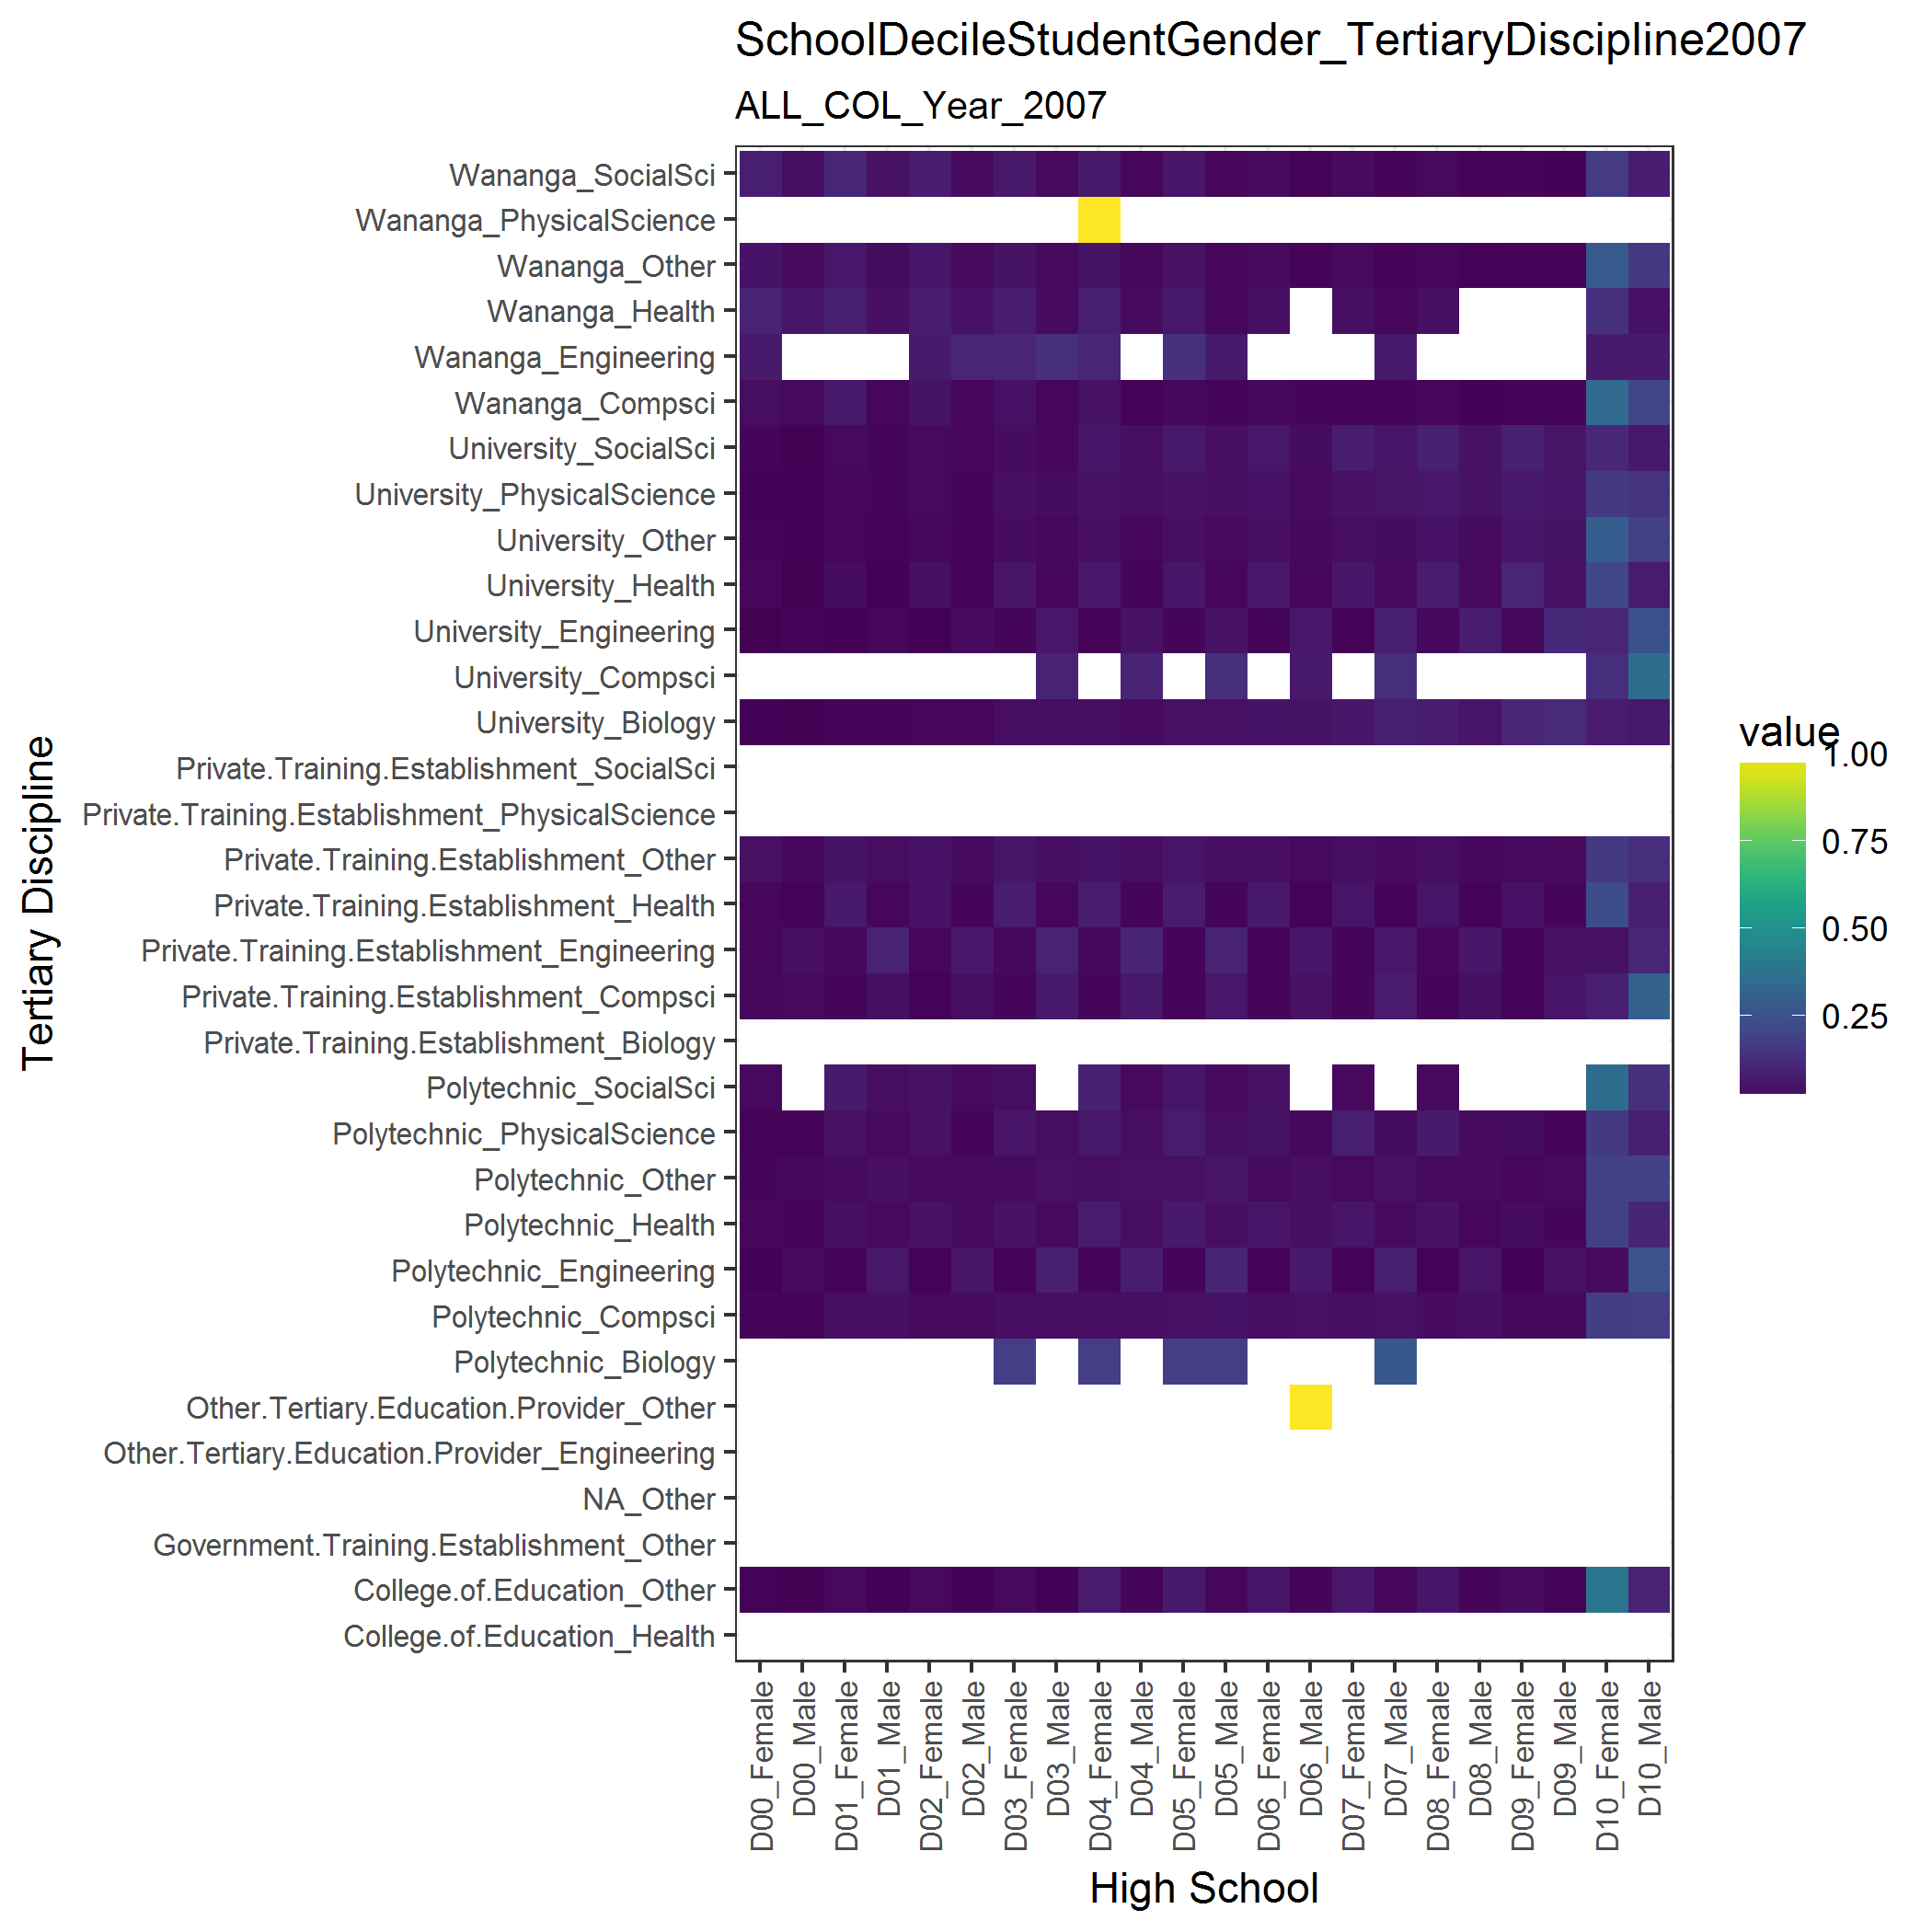 SchoolDecileStudentGender_TertiaryDiscipline2007
ALL_COL_Year_2007
Tertiary Discipline
Wananga_SocialSci
Wananga_PhysicalScience
Wananga_Other
Wananga_Health
Wananga_Engineering
Wananga_Compsci
University_SocialSci
University_PhysicalScience
University_Other
University_Health
University_Engineering
University_Compsci
University_Biology
Private.Training.Establishment_SocialSci
Private.Training.Establishment_PhysicalScience
Private.Training.Establishment_Other
Private.Training.Establishment_Health
Private.Training.Establishment_Engineering
Private.Training.Establishment_Compsci
Private.Training.Establishment_Biology
Polytechnic_SocialSci
Polytechnic_PhysicalScience
Polytechnic_Other
Polytechnic_Health
Polytechnic_Engineering
Polytechnic_Compsci
Polytechnic_Biology
Other.Tertiary.Education.Provider_Other
Other.Tertiary.Education.Provider_Engineering
NA_Other
Government.Training.Establishment_Other
College.of.Education_Other
College.of.Education_Health
D00_Female
D00_Male
D01_Female
D01_Male
D02_Female
D02_Male
D03_Female
D03_Male
D04_Female
D04_Male
D05_Female
D05_Male
D06_Female
D06_Male
D07_Female
D07_Male
D08_Female
D08_Male
D09_Female
D09_Male
D10_Female
D10_Male
High School
value
1.00
0.75
0.50
0.25